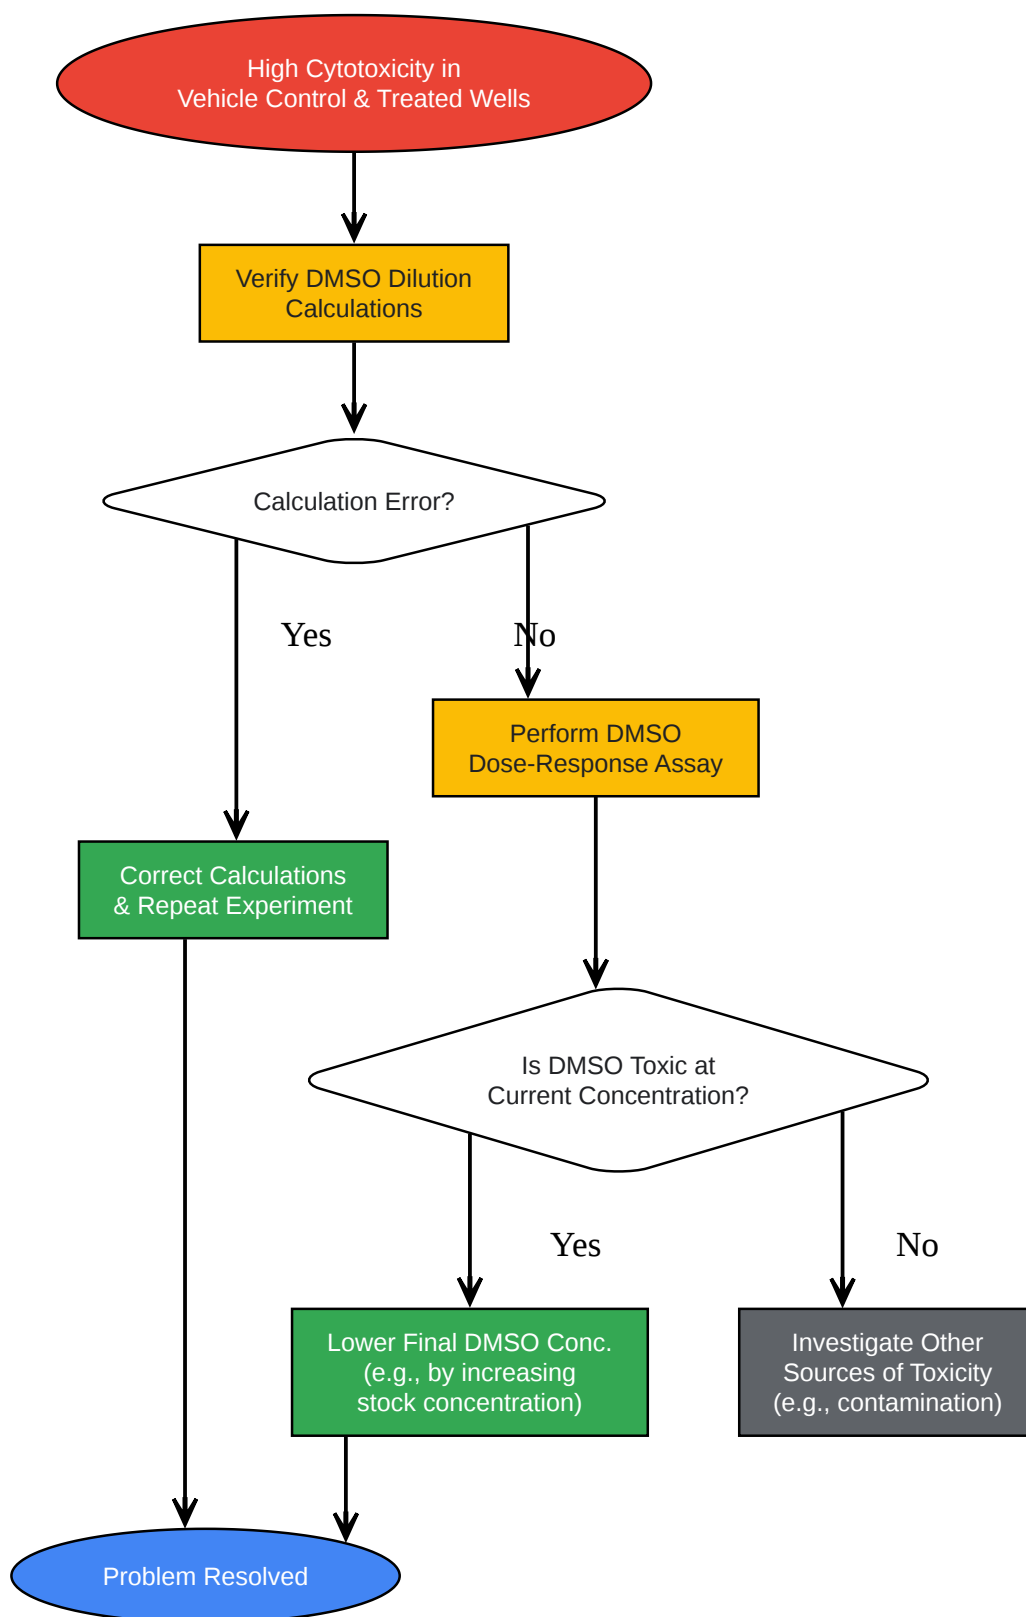 High Cytotoxicity in
Vehicle Control & Treated Wells
Verify DMSO Dilution
Calculations
Calculation Error?
Yes
No
Perform DMSO
Dose-Response Assay
Correct Calculations
& Repeat Experiment
Is DMSO Toxic at
Current Concentration?
Yes
No
Lower Final DMSO Conc.
(e.g., by increasing
stock concentration)
Investigate Other
Sources of Toxicity
(e.g., contamination)
Problem Resolved